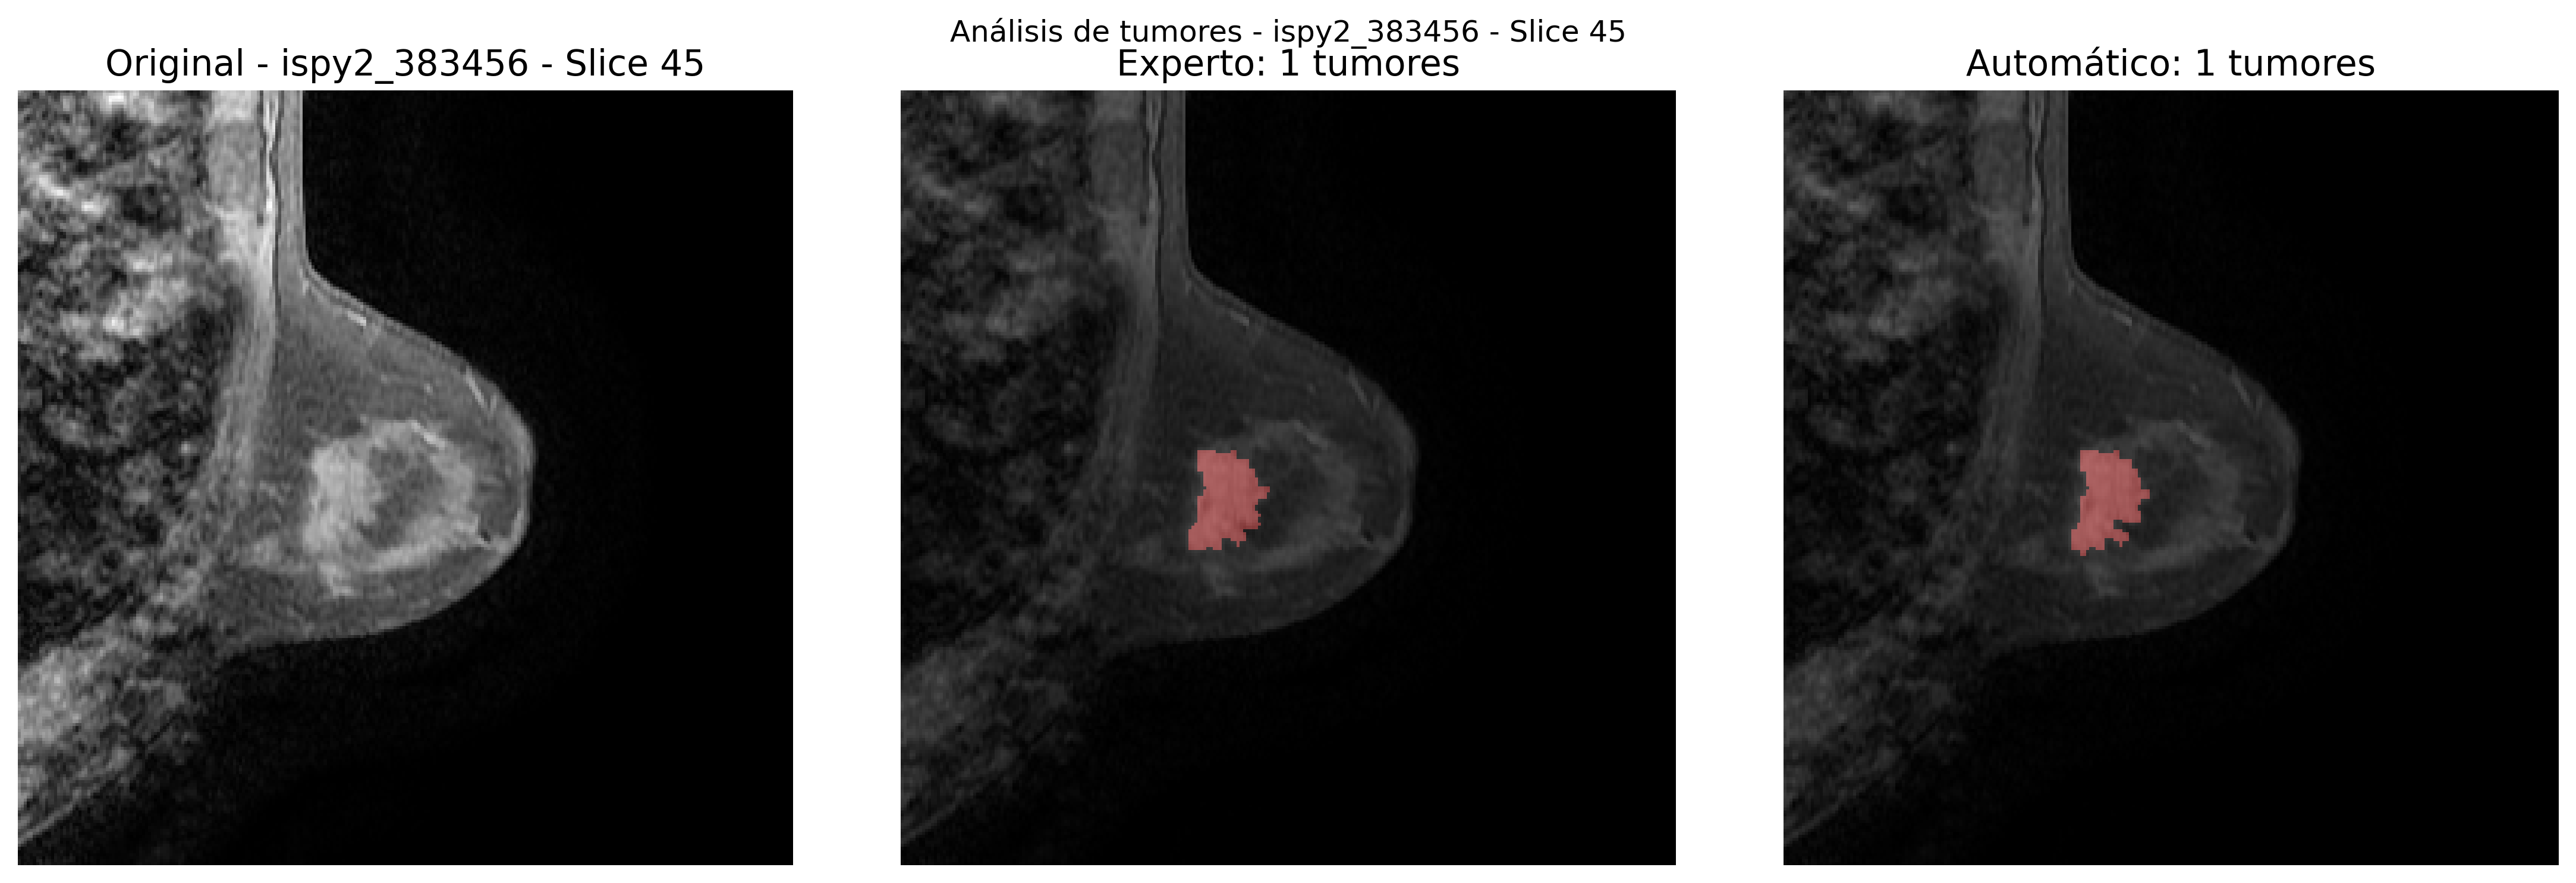 Análisis de tumores - ispy2_383456 - Slice 45
Original - ispy2_383456 - Slice 45
Experto: 1 tumores
Automático: 1 tumores